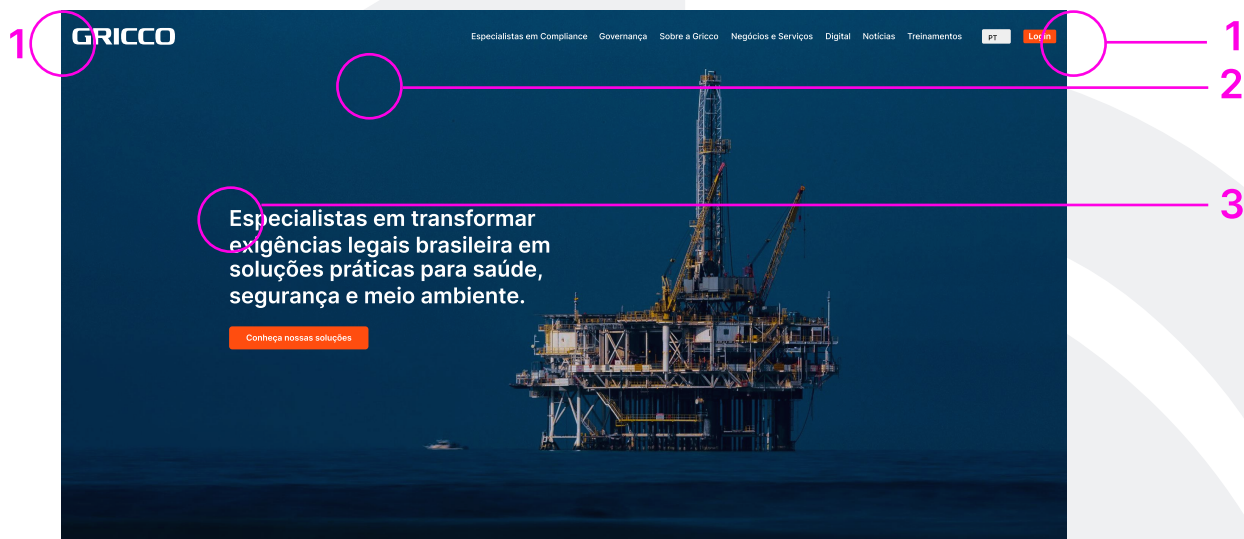 1
GRICCO
Especialistas em Compliance Governança Sobre a Gricco Negócios e Serviços Digital Notícias Treinamentos PT Login
1
2
3
Especialistas em transformar
exigências legais brasileira em
soluções práticas para saúde,
segurança e meio ambiente.
Conheça nossas soluções